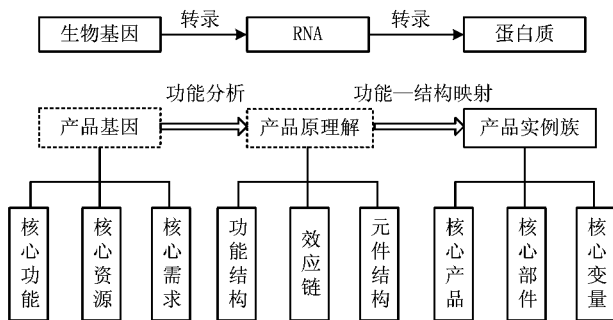 生物基因 转录 RNA 转录 蛋白质
功能分析 功能—结构映射
产品基因 产品原理解 产品实例族
核心功能
核心资源
核心需求
功能结构
效应链
元件结构
核心产品
核心部件
核心变量